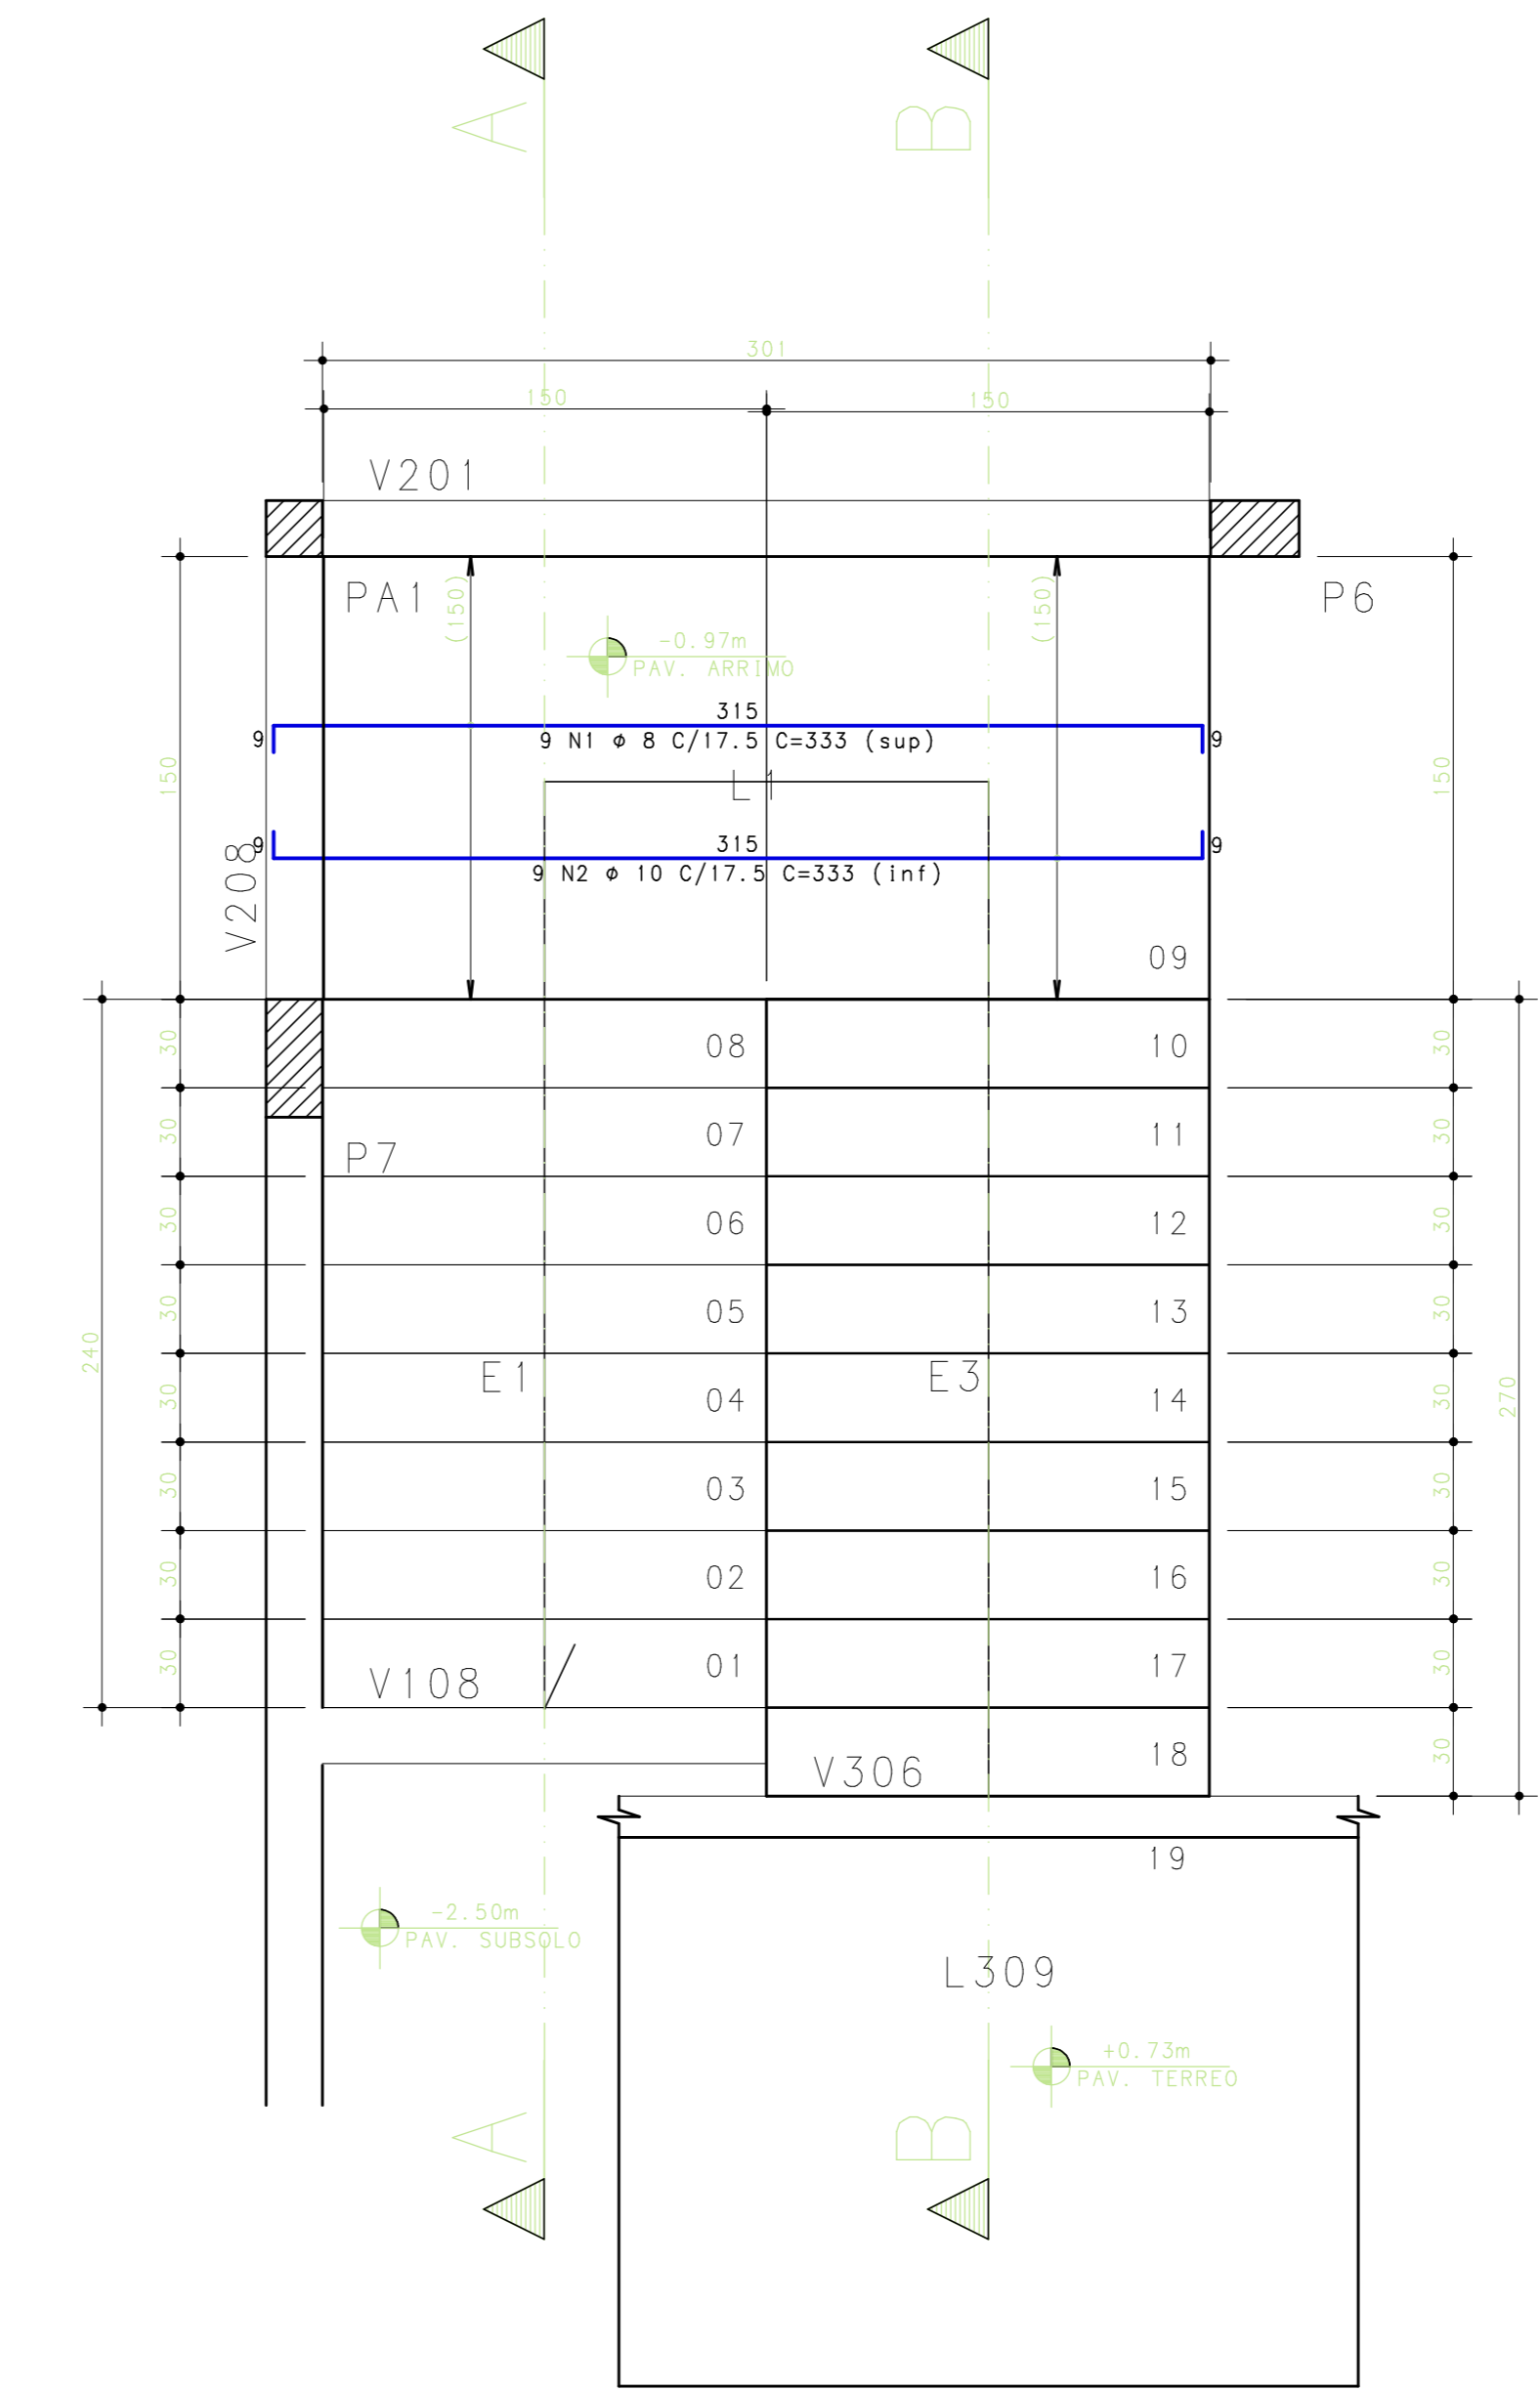 A
B
301
150
150
V201
PA1
(150)
(150)
P6
-0.97m
PAV. ARRIMO
315
9
9
9 N1 ϕ 8 C/17.5 C=333 (sup)
150
150
L1
315
9
9
9 N2 ϕ 10 C/17.5 C=333 (inf)
V208
09
30
08
10
30
30
07
11
30
P7
30
06
12
30
30
05
13
30
240
E1
E3
270
30
04
14
30
30
03
15
30
30
02
16
30
30
V108
01
17
30
V306
18
30
19
-2.50m
PAV. SUBSOLO
L309
+0.73m
PAV. TERREO
A
B